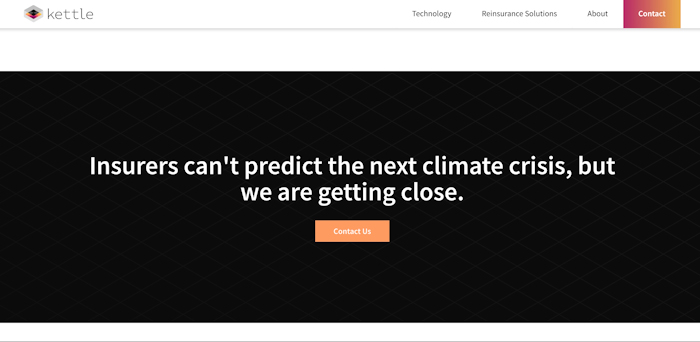 kettle
Technology
Reinsurance Solutions
About
Contact
Insurers can't predict the next climate crisis, but
we are getting close.
Contact Us